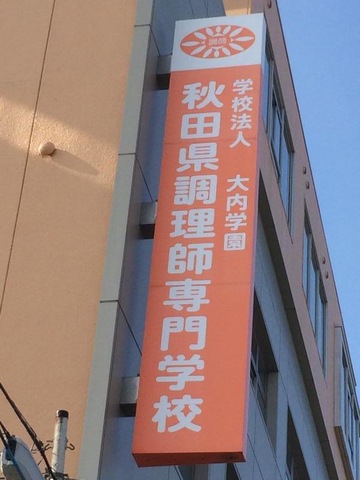 調師
学校法人 大内学園
秋田県調理師専門学校